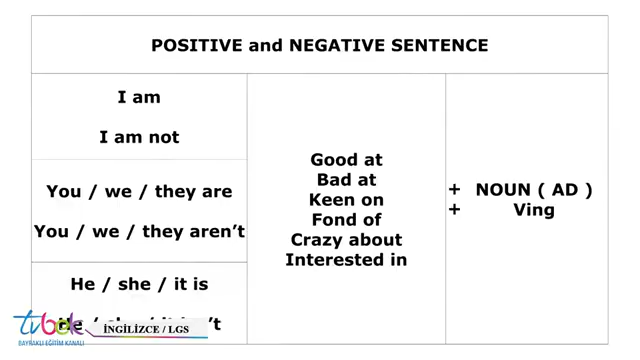 POSITIVE and NEGATIVE SENTENCE
I am
I am not
You / we / they are
You / we / they aren't
He / she / it is
Good at
Bad at
Keen on
Fond of
Crazy about
Interested in
+ NOUN ( AD )
+ Ving
tvbek
BAYRAKLI EĞİTİM KANALI
İNGİLİZCE / LGS